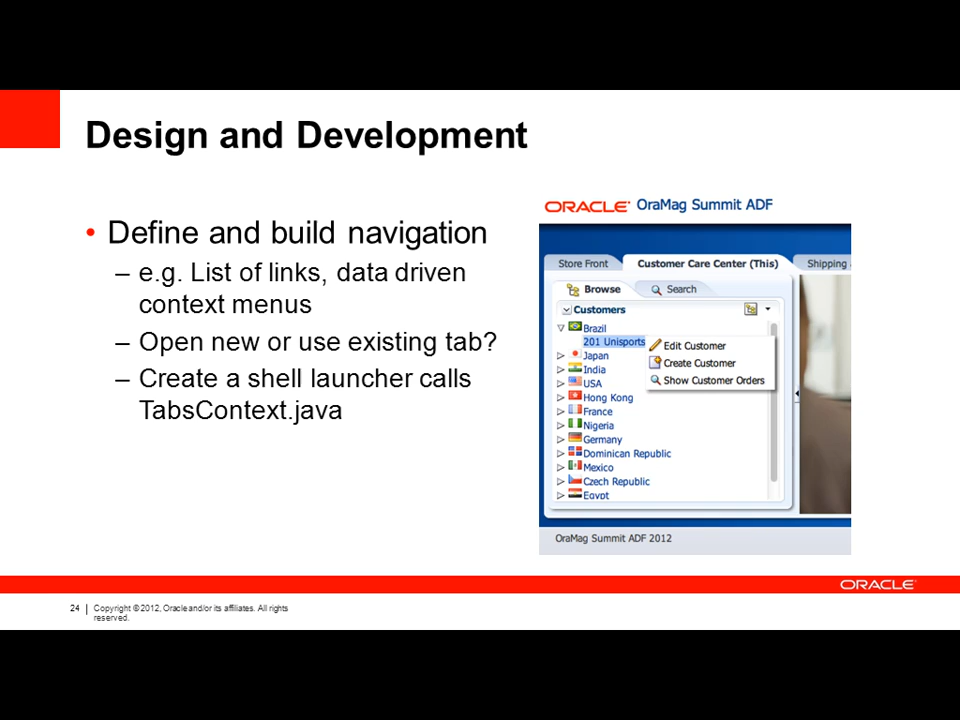 Design and Development
• Define and build navigation
– e.g. List of links, data driven
context menus
– Open new or use existing tab?
– Create a shell launcher calls
TabsContext.java
ORACLE OraMag Summit ADF
Store Front Customer Care Center (This) Shipping
Browse Search
Customers
Brazil
201 Unisports
Edit Customer
Create Customer
Show Customer Orders
Japan
India
USA
Hong Kong
France
Nigeria
Germany
Dominican Republic
Mexico
Czech Republic
Egypt
OraMag Summit ADF 2012
ORACLE
24 | Copyright © 2012, Oracle and/or its affiliates. All rights
reserved.